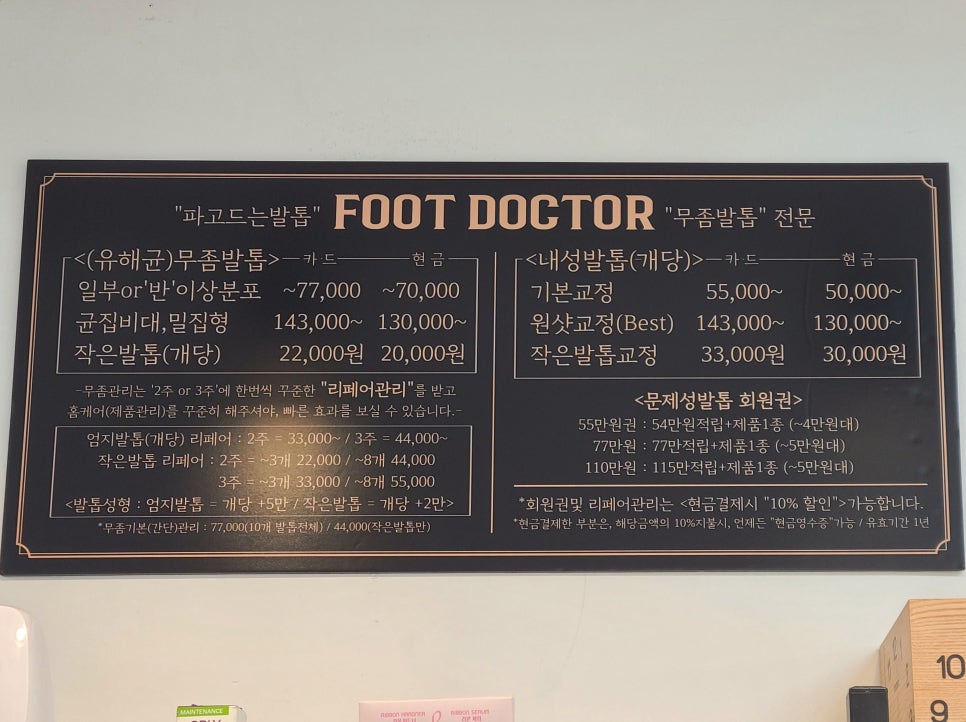 "파고드는발톱" FOOT DOCTOR "무좀발톱" 전문
<(유해균)무좀발톱> 카드 현금
일부or'반'이상분포 ~77,000 ~70,000
균집비대,밀집형 143,000~ 130,000~
작은발톱(개당) 22,000원 20,000원
-무좀관리는 '2주 or 3주'에 한번씩 꾸준한 "리페어관리"를 받고
홈케어(제품관리)를 꾸준히 해주셔야, 빠른 효과를 보실 수 있습니다.-
엄지발톱(개당) 리페어 : 2주 = 33,000~ / 3주 = 44,000~
작은발톱 리페어 : 2주 = ~3개 22,000 / ~8개 44,000
3주 = ~3개 33,000 / ~8개 55,000
<발톱성형 : 엄지발톱 = 개당 +5만 / 작은발톱 = 개당 +2만>
*무좀기본(간단)관리 : 77,000(10개 발톱전체) / 44,000(작은발톱만)
<내성발톱(개당)> 카드 현금
기본교정 55,000~ 50,000~
원샷교정(Best) 143,000~ 130,000~
작은발톱교정 33,000원 30,000원
<문제성발톱 회원권>
55만원권 : 54만원적립+제품1종 (~4만원대)
77만원 : 77만적립+제품1종 (~5만원대)
110만원 : 115만적립+제품1종 (~5만원대)
*회원권및 리페어관리는 <현금결제시 "10% 할인">가능합니다.
*현금결제한 부분은, 해당금액의 10%지불시, 언제든 "현금영수증"가능 / 유효기간 1년
10
9
MAINTENANCE
RIBBON HARDNER
RIBBON SERUM